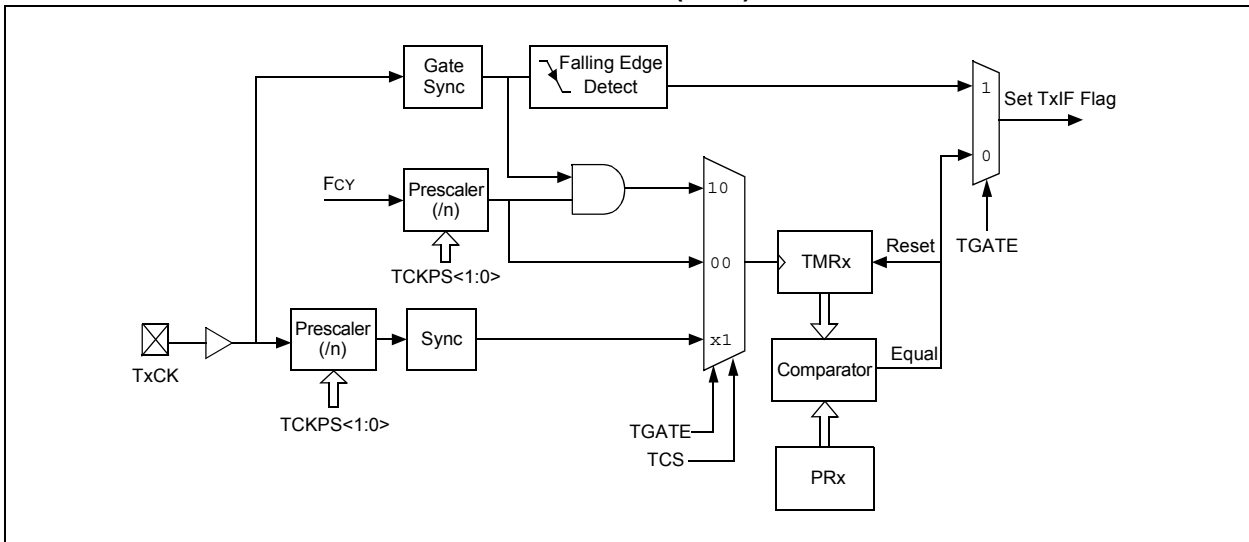 Gate
Sync
Falling Edge
Detect
1
Set TxIF Flag
0
FCY
Prescaler
(/n)
10
TGATE
Reset
TCKPS<1:0>
00
TMRx
Prescaler
(/n)
Sync
x1
Equal
TxCK
Comparator
TCKPS<1:0>
TGATE
TCS
PRx